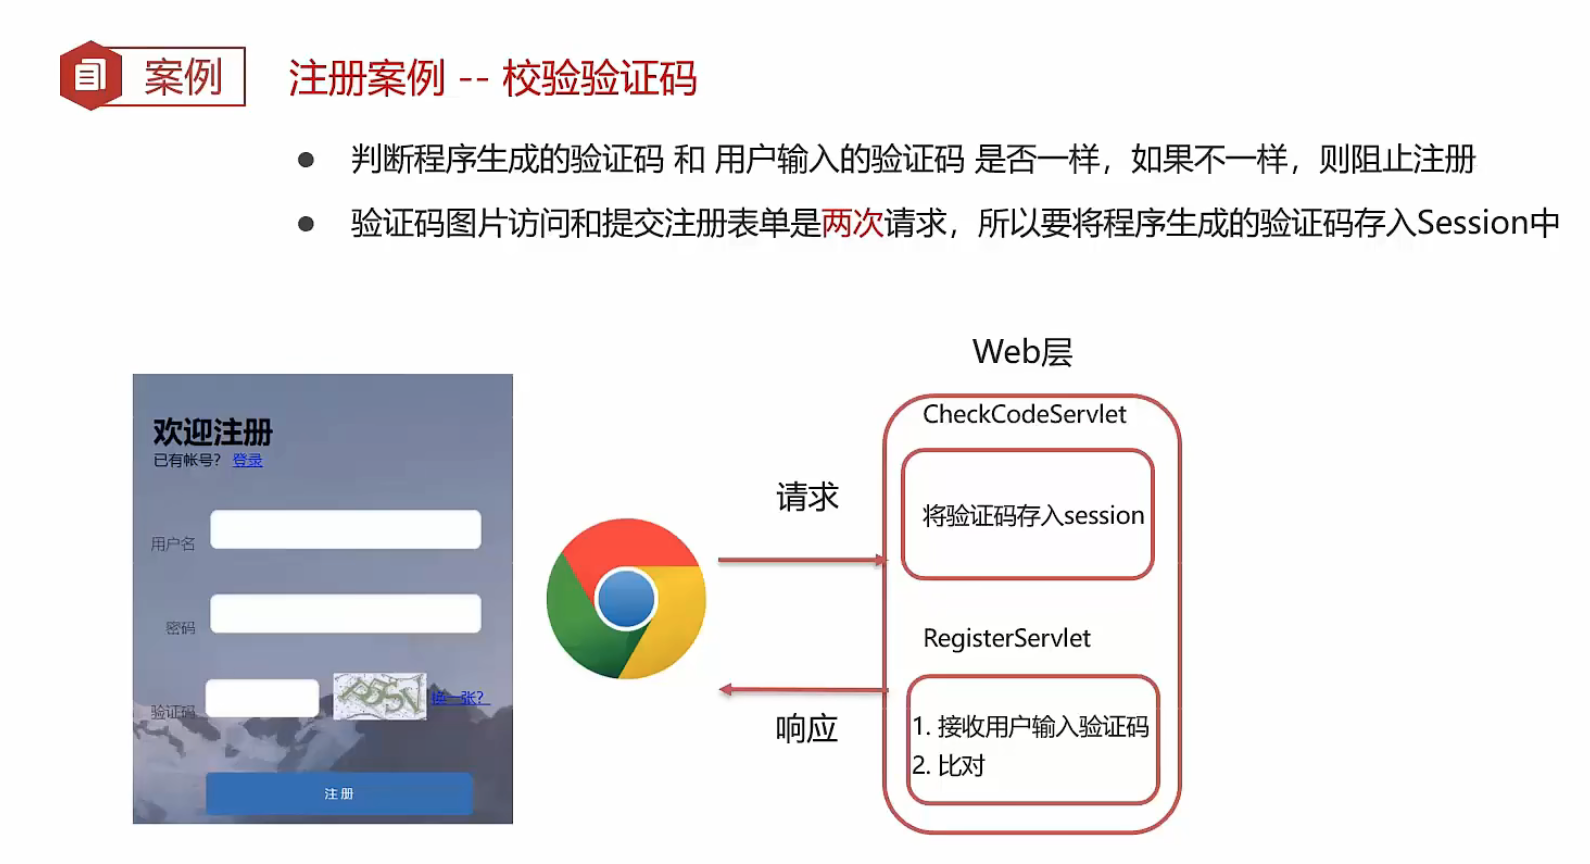 案例
注册案例 -- 校验验证码
● 判断程序生成的验证码 和 用户输入的验证码 是否一样，如果不一样，则阻止注册
● 验证码图片访问和提交注册表单是两次请求，所以要将程序生成的验证码存入Session中
Web层
CheckCodeServlet
将验证码存入session
RegisterServlet
1. 接收用户输入验证码
2. 比对
请求
响应
欢迎注册
已有帐号？ 登录
用户名
密码
验证码
换一张？
注册